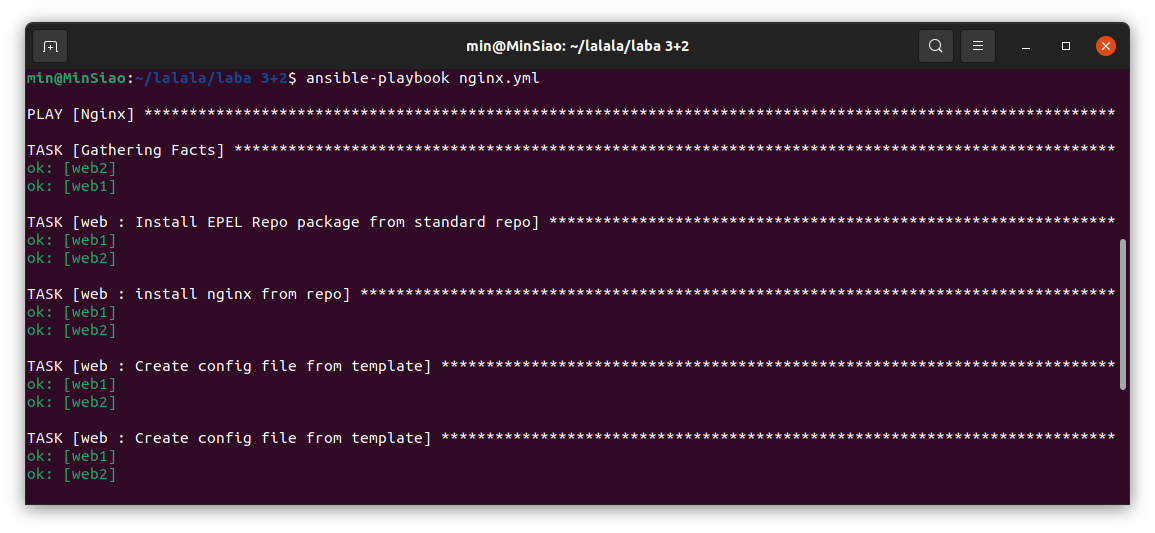 min@MinSiao: ~/lalala/laba 3+2
min@MinSiao:~/lalala/laba 3+2$ ansible-playbook nginx.yml
PLAY [Nginx] ************************************************************************************************************
TASK [Gathering Facts] **************************************************************************************************
ok: [web2]
ok: [web1]
TASK [web : Install EPEL Repo package from standard repo] ***************************************************************
ok: [web1]
ok: [web2]
TASK [web : install nginx from repo] ************************************************************************************
ok: [web1]
ok: [web2]
TASK [web : Create config file from template] ***************************************************************************
ok: [web1]
ok: [web2]
TASK [web : Create config file from template] ***************************************************************************
ok: [web1]
ok: [web2]